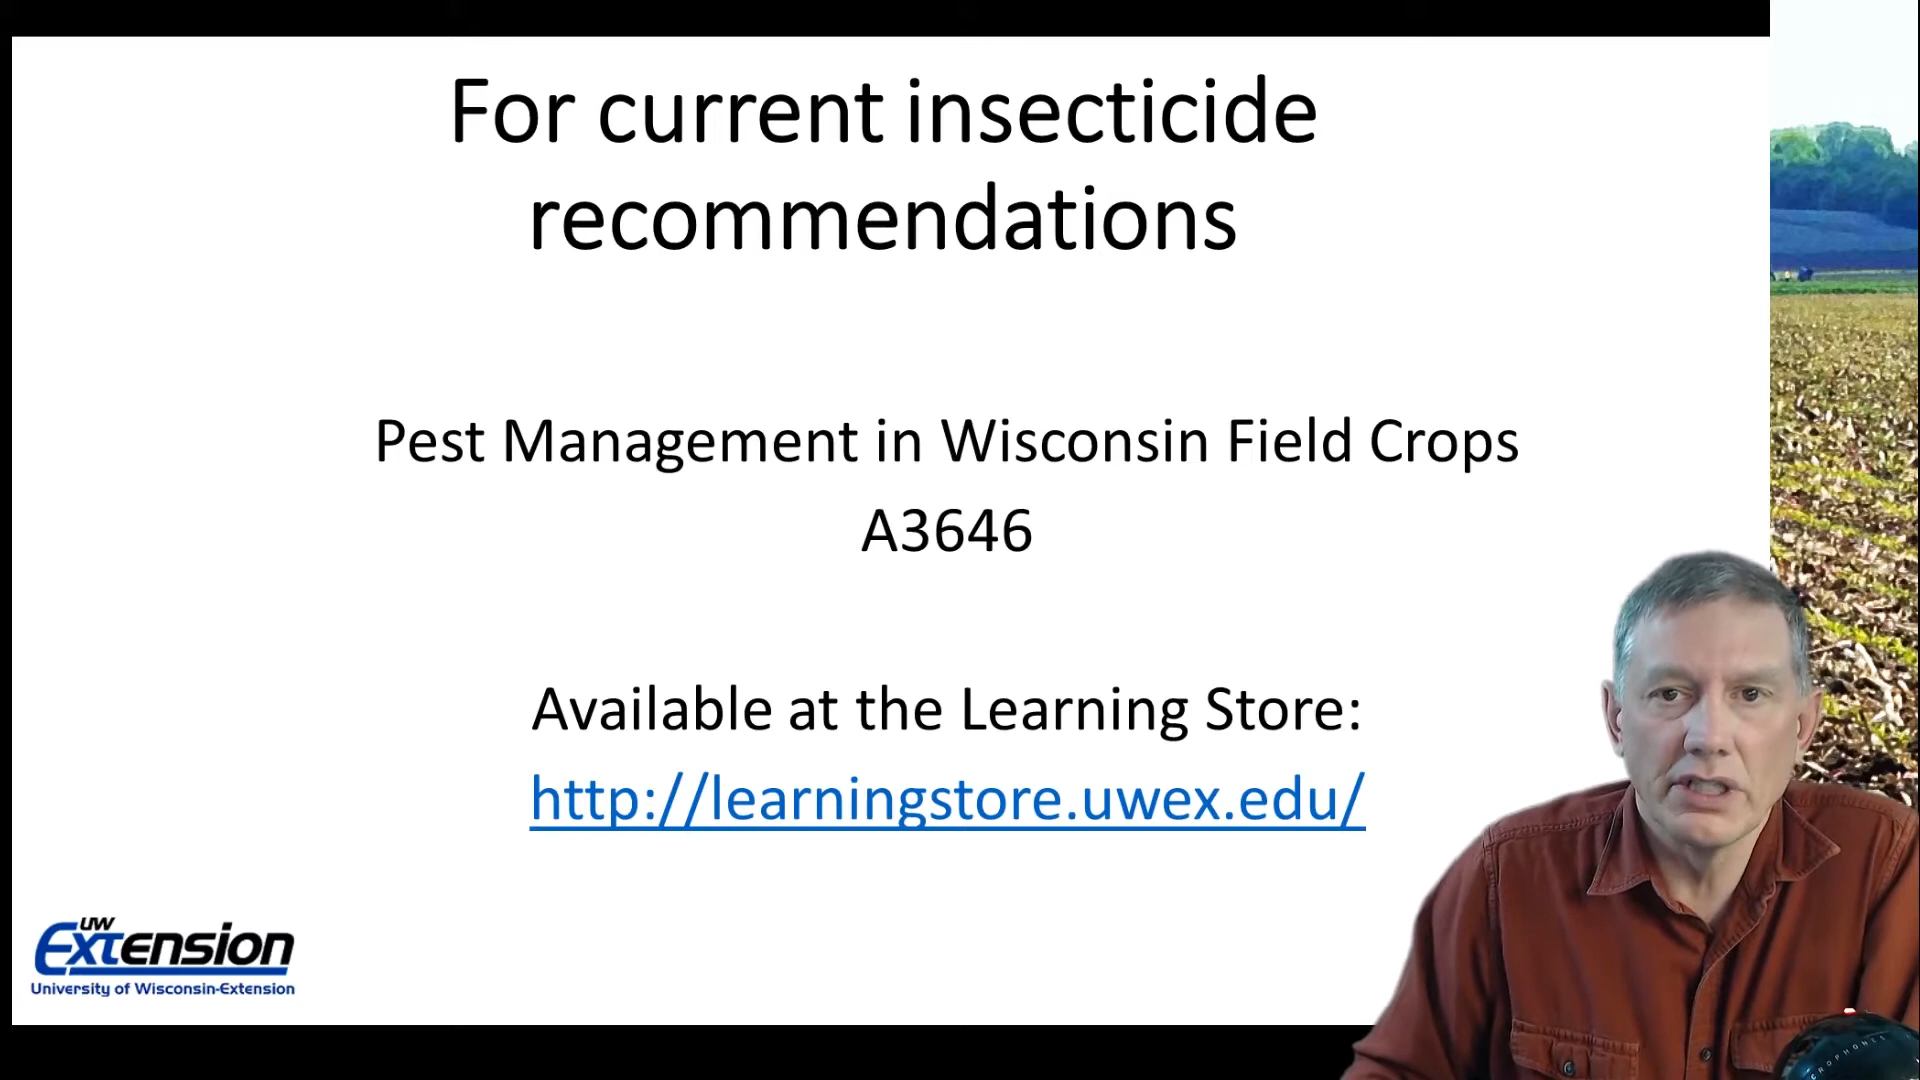 For current insecticide
recommendations
Pest Management in Wisconsin Field Crops
A3646
Available at the Learning Store:
http://learningstore.uwex.edu/
UW
Extension
University of Wisconsin-Extension